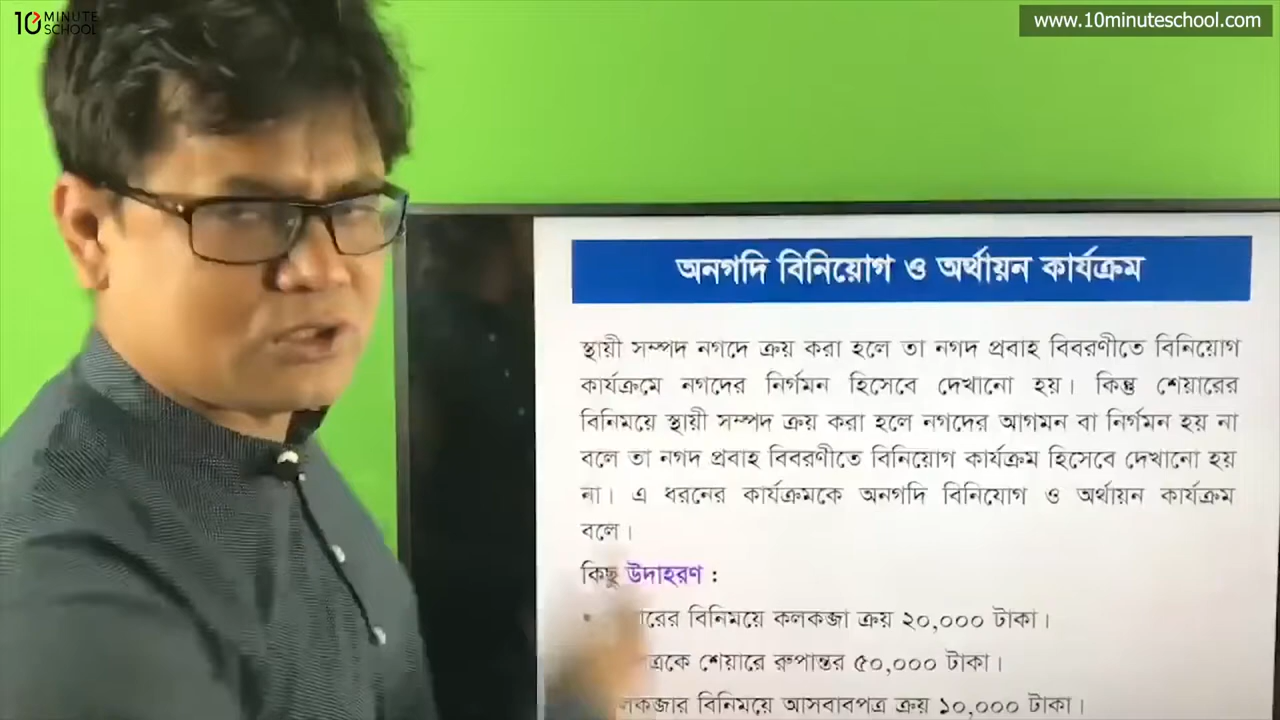 10 MINUTE SCHOOL
www.10minuteschool.com
অনগদি বিনিয়োগ ও অর্থায়ন কার্যক্রম
স্থায়ী সম্পদ নগদে ক্রয় করা হলে তা নগদ প্রবাহ বিবরণীতে বিনিয়োগ
কার্যক্রমে নগদের নির্গমন হিসেবে দেখানো হয়। কিন্তু শেয়ারের
বিনিময়ে স্থায়ী সম্পদ ক্রয় করা হলে নগদের আগমন বা নির্গমন হয় না
বলে তা নগদ প্রবাহ বিবরণীতে বিনিয়োগ কার্যক্রম হিসেবে দেখানো হয়
না। এ ধরনের কার্যক্রমকে অনগদি বিনিযোগ ও অর্থায়ন কার্যক্রম
বলে।
কিছু উদাহরণ :
বিনিময়ে কলকব্জা ক্রয় ২০,০০০ টাকা।
শেয়ারে রুপান্তর ৫০,০০০ টাকা।
বিনিময়ে আসবাবপত্র ক্রয় ১০,০০০ টাকা।